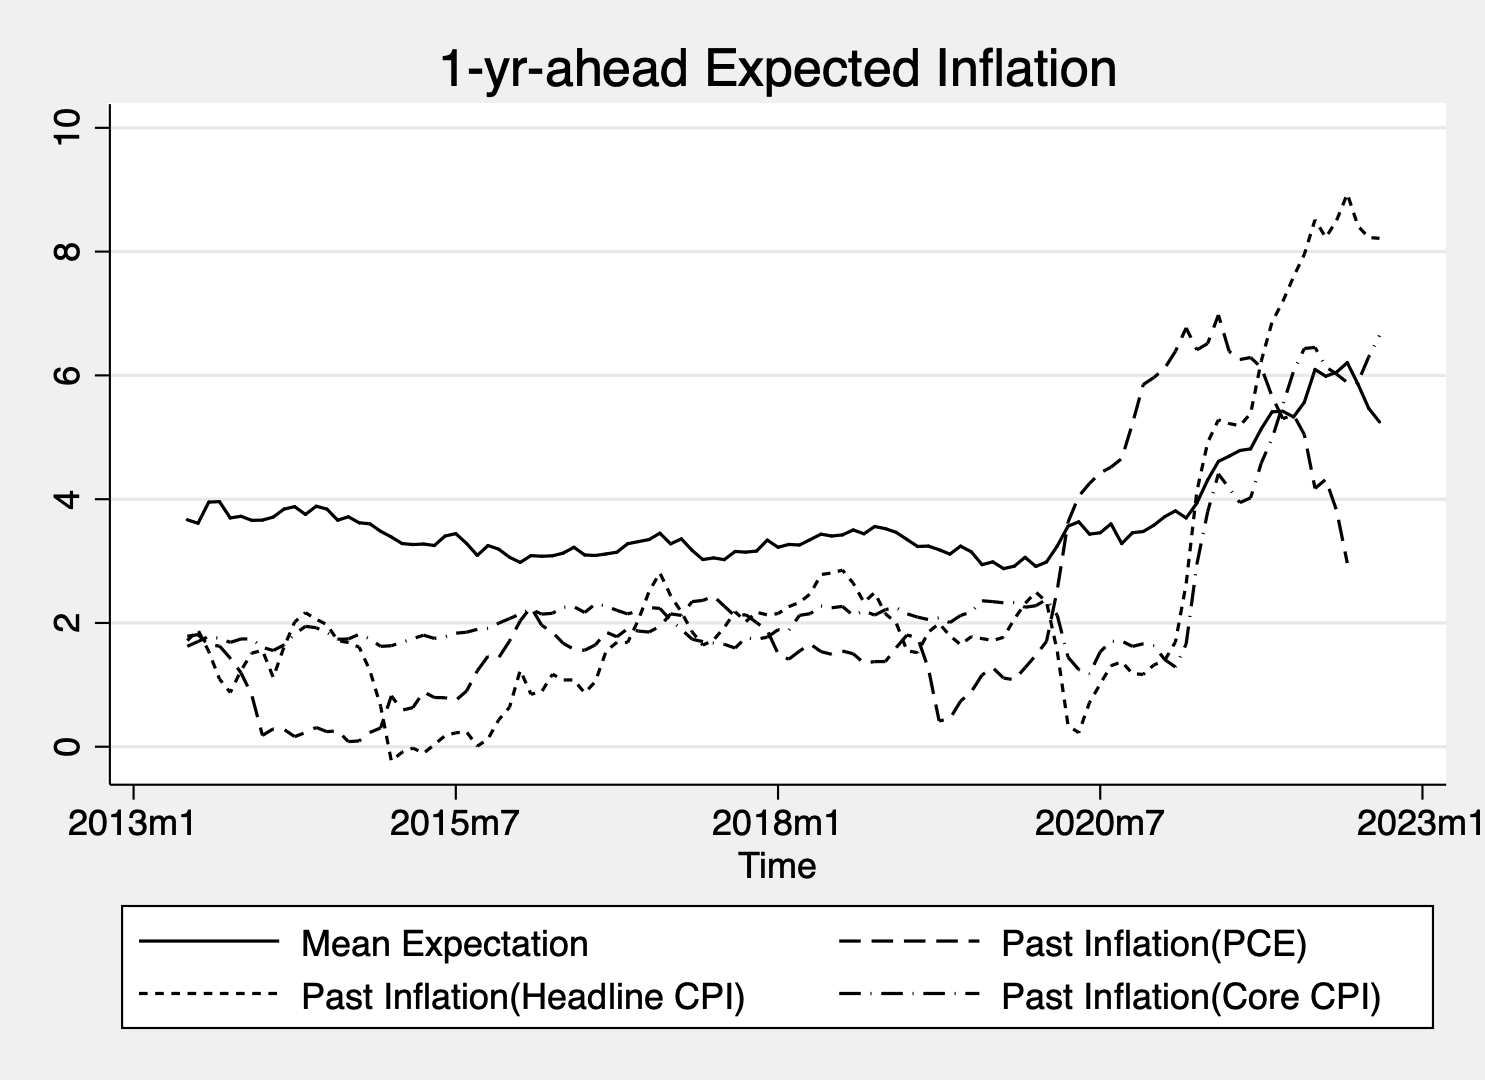 1-yr-ahead Expected Inflation
10
8
6
4
2
0
2013m1 2015m7 2018m1 2020m7 2023m1
Time
Mean Expectation Past Inflation(PCE)
Past Inflation(Headline CPI) Past Inflation(Core CPI)